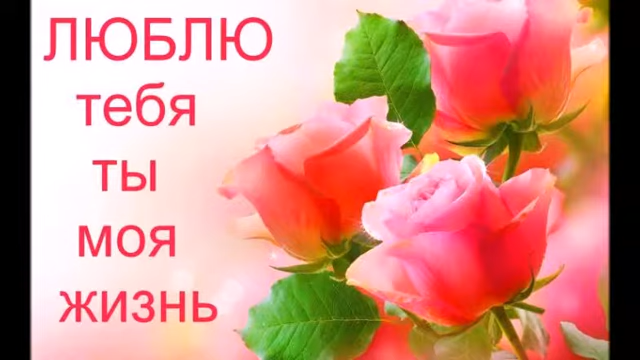 ЛЮБЛЮ
тебя
ты
моя
жизнь